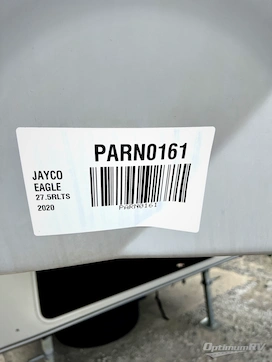 PARN0161
JAYCO
EAGLE
27.5RLTS
2020
PARN0161
OptimumRV